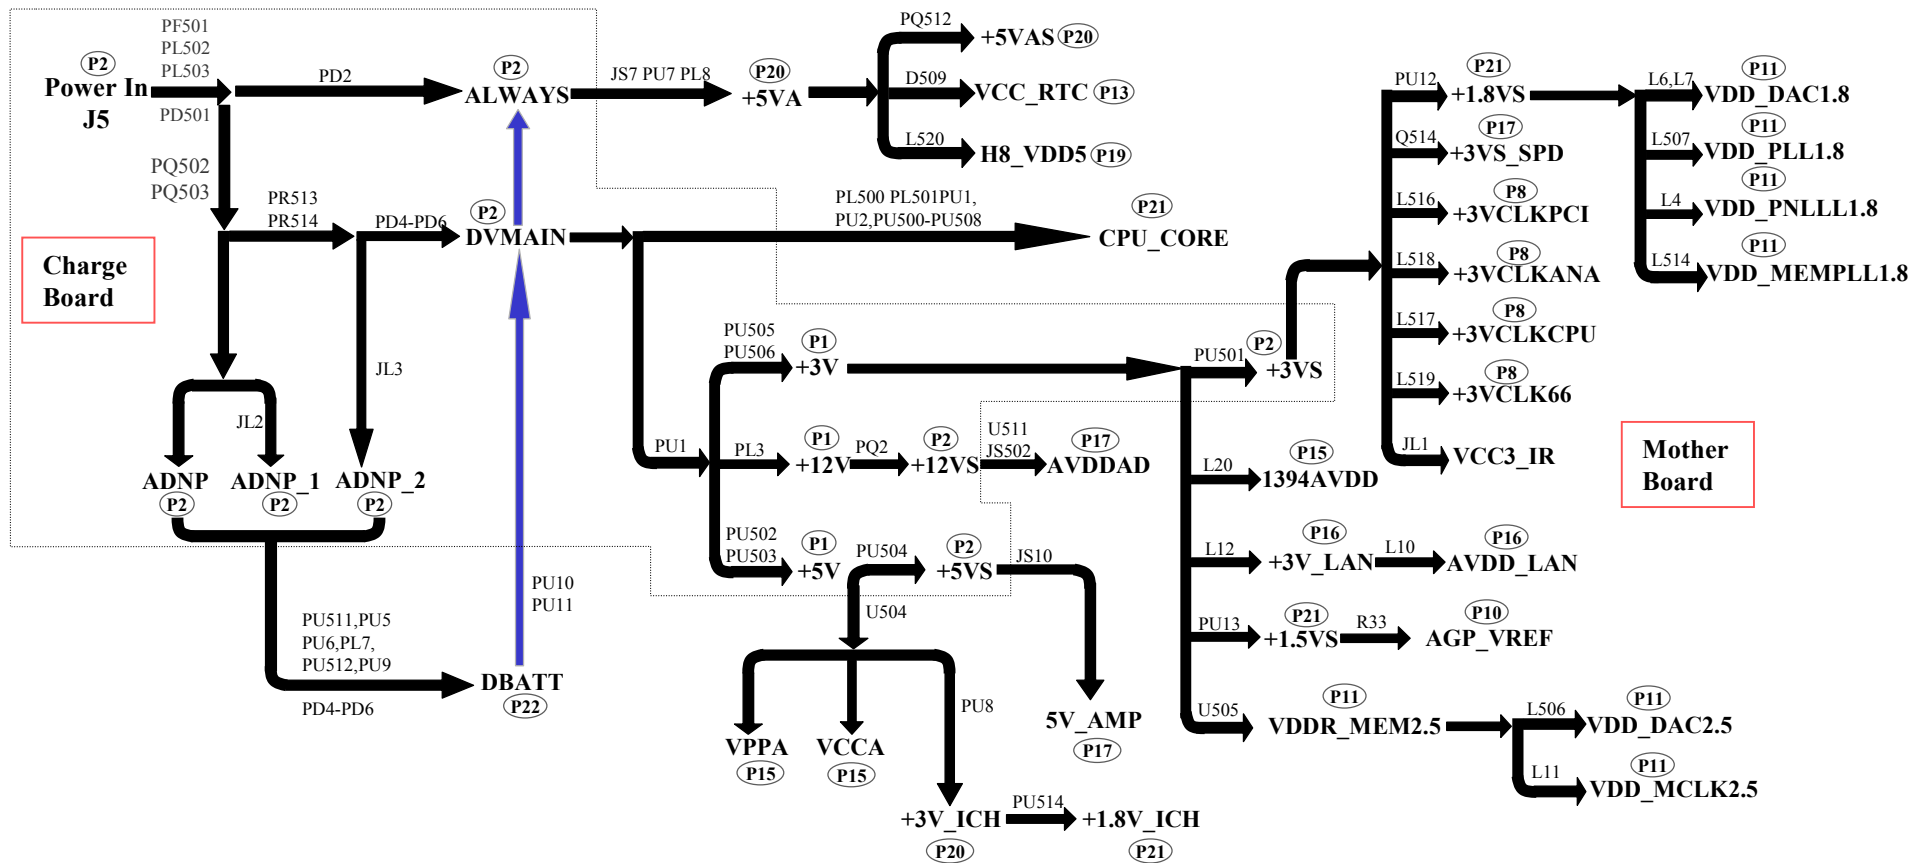 PF501
PL502
PL503
P2
Power In
J5
PD501
PD2
P2
ALWAYS
JS7 PU7 PL8
P20
+5VA
PQ512
+5VAS P20
D509
VCC_RTC P13
L520
H8_VDD5 P19
PQ502
PQ503
PR513
PR514
PD4-PD6
P2
DVMAIN
PL500 PL501PU1,
PU2,PU500-PU508
P21
CPU_CORE
Charge
Board
JL2
JL3
ADNP
P2
ADNP_1
P2
ADNP_2
P2
PU511,PU5
PU6,PL7,
PU512,PU9
PD4-PD6
DBATT
P22
PU10
PU11
PU1
PU505
PU506
P1
+3V
PL3
P1
+12V
PQ2
P2
+12VS
U511
JS502
P17
AVDDAD
PU502
PU503
P1
+5V
PU504
P2
+5VS
JS10
U504
VPPA
P15
VCCA
P15
PU8
5V_AMP
P17
+3V_ICH
P20
PU514
+1.8V_ICH
P21
PU501
P2
+3VS
L20
P15
1394AVDD
L12
P16
+3V_LAN
L10
P16
AVDD_LAN
PU13
P21
+1.5VS
R33
P10
AGP_VREF
U505
P11
VDDR_MEM2.5
L506
P11
VDD_DAC2.5
L11
P11
VDD_MCLK2.5
PU12
P21
+1.8VS
Q514
P17
+3VS_SPD
L516
P8
+3VCLKPCI
L518
P8
+3VCLKANA
L517
P8
+3VCLKCPU
L519
P8
+3VCLK66
JL1
VCC3_IR
L6,L7
P11
VDD_DAC1.8
L507
P11
VDD_PLL1.8
L4
P11
VDD_PNLLL1.8
L514
P11
VDD_MEMPLL1.8
Mother
Board